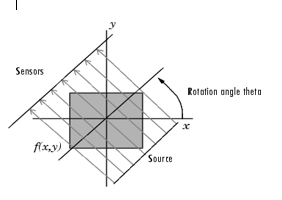 y
Sensors
Rotation angle theta
x
f(x,y)
Source